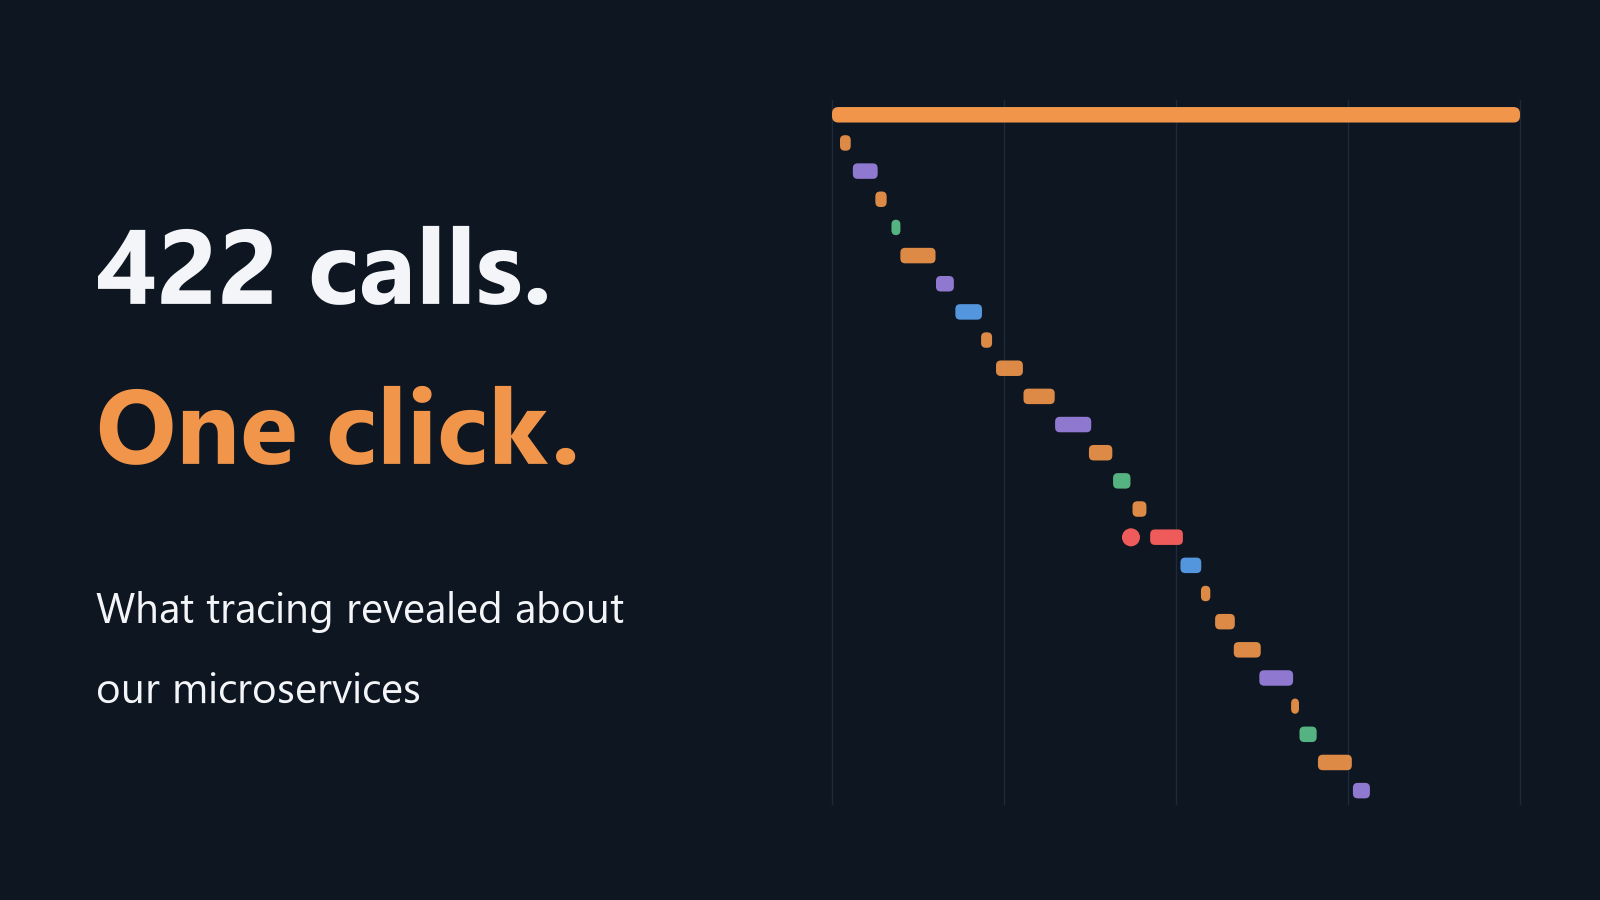 422 calls.
One click.
What tracing revealed about
our microservices